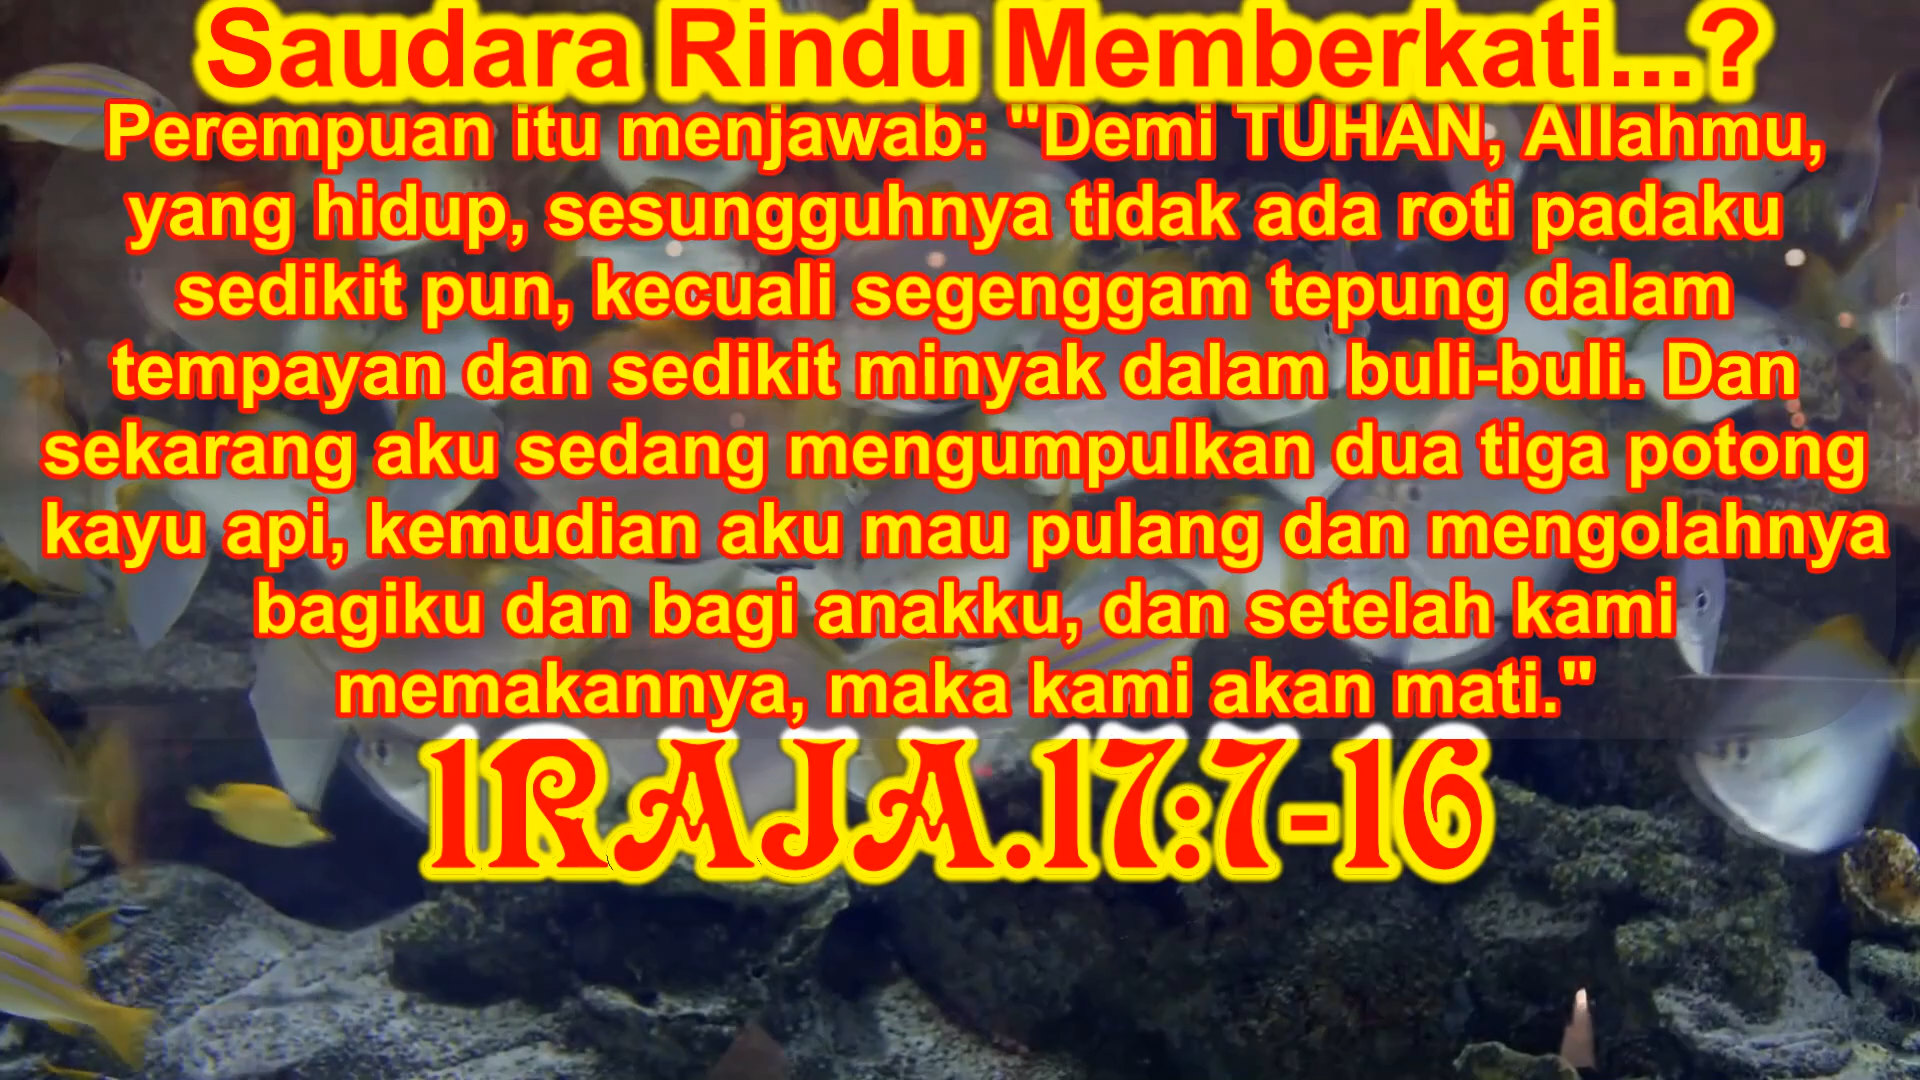 Saudara Rindu Memberkati...?
Perempuan itu menjawab: "Demi TUHAN, Allahmu,
yang hidup, sesungguhnya tidak ada roti padaku
sedikit pun, kecuali segenggam tepung dalam
tempayan dan sedikit minyak dalam buli-buli. Dan
sekarang aku sedang mengumpulkan dua tiga potong
kayu api, kemudian aku mau pulang dan mengolahnya
bagiku dan bagi anakku, dan setelah kami
memakannya, maka kami akan mati."
1RAJA.17:7-16